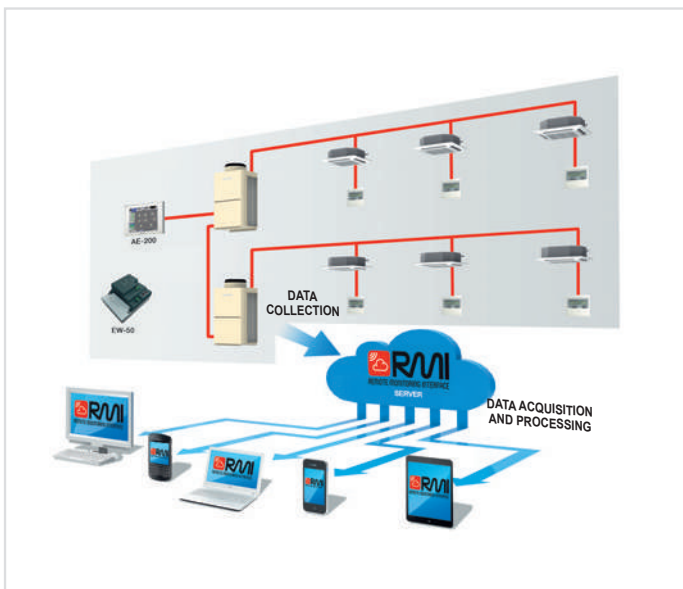 AE-200
EW-50
DATA
COLLECTION
RMI
REMOTE MONITORING INTERFACE
SERVER
DATA ACQUISITION
AND PROCESSING
RMI
RMI
RMI
RMI
RMI